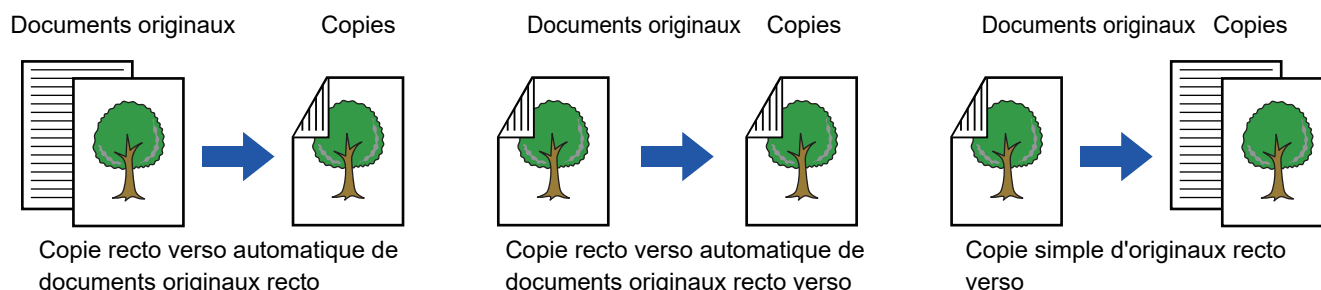 Documents originaux Copies
Copie recto verso automatique de
documents originaux recto
Documents originaux Copies
Copie recto verso automatique de
documents originaux recto verso
Documents originaux Copies
Copie simple d'originaux recto
verso